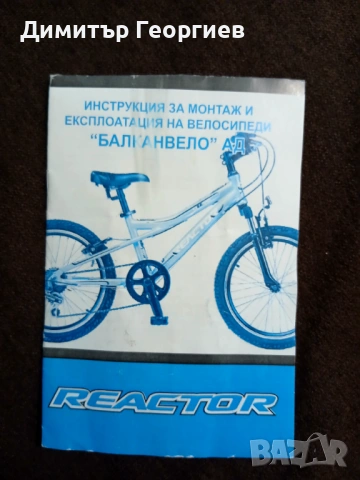 Димитър Георгиев
ИНСТРУКЦИЯ ЗА МОНТАЖ И
ЕКСПЛОАТАЦИЯ НА ВЕЛОСИПЕДИ
"БАЛКАНВЕЛО" АД
REACTOR
BAZAR